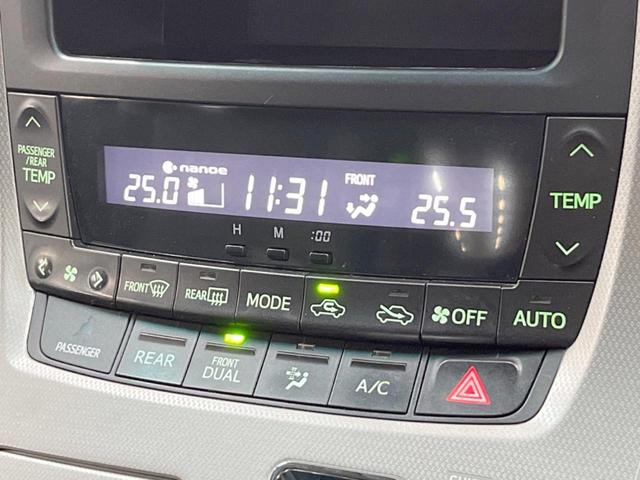 PASSENGER
/REAR
TEMP
nanoe
25.0
11:31
FRONT
25.5
TEMP
H M :00
FRONT
REAR
MODE
OFF
AUTO
PASSENGER
REAR
FRONT
DUAL
A/C